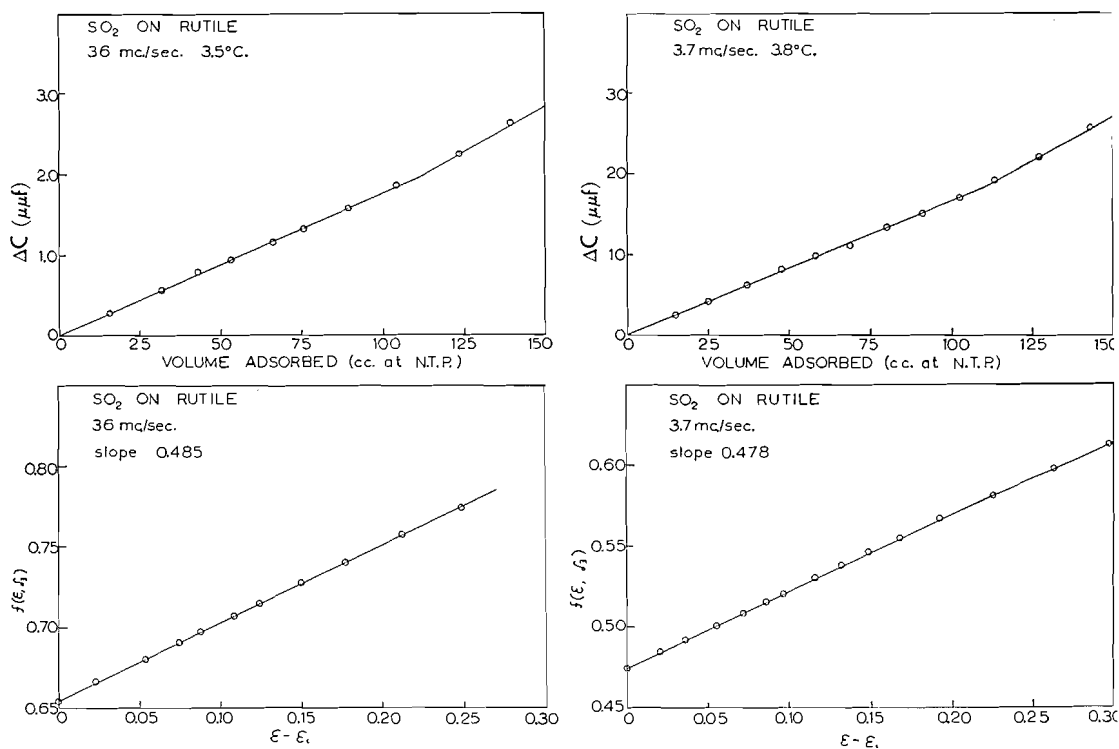 SO₂ ON RUTILE
36 mc/sec. 3.5°C.
3.0
2.0
1.0
0
ΔC (μμf)
0 25 50 75 100 125 150
VOLUME ADSORBED (cc. at N.T.P.)
SO₂ ON RUTILE
3.7 mc/sec. 3.8°C.
30
20
10
0
ΔC (μμf)
0 25 50 75 100 125 150
VOLUME ADSORBED (cc. at N.T.P.)
SO₂ ON RUTILE
36 mc/sec.
slope 0.485
0.80
0.75
0.70
0.65
0 0.05 0.10 0.15 0.20 0.25 0.30
ε - ε₁
SO₂ ON RUTILE
3.7 mc/sec.
slope 0.478
0.60
0.55
0.50
0.45
0 0.05 0.10 0.15 0.20 0.25 0.30
ε - ε₁